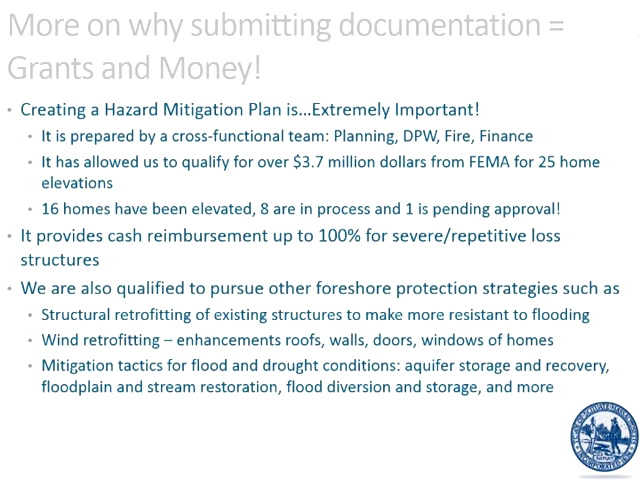 More on why submitting documentation =
Grants and Money!
• Creating a Hazard Mitigation Plan is...Extremely Important!
• It is prepared by a cross-functional team: Planning, DPW, Fire, Finance
• It has allowed us to qualify for over $3.7 million dollars from FEMA for 25 home
elevations
• 16 homes have been elevated, 8 are in process and 1 is pending approval!
• It provides cash reimbursement up to 100% for severe/repetitive loss
structures
• We are also qualified to pursue other foreshore protection strategies such as
• Structural retrofitting of existing structures to make more resistant to flooding
• Wind retrofitting – enhancements roofs, walls, doors, windows of homes
• Mitigation tactics for flood and drought conditions: aquifer storage and recovery,
floodplain and stream restoration, flood diversion and storage, and more